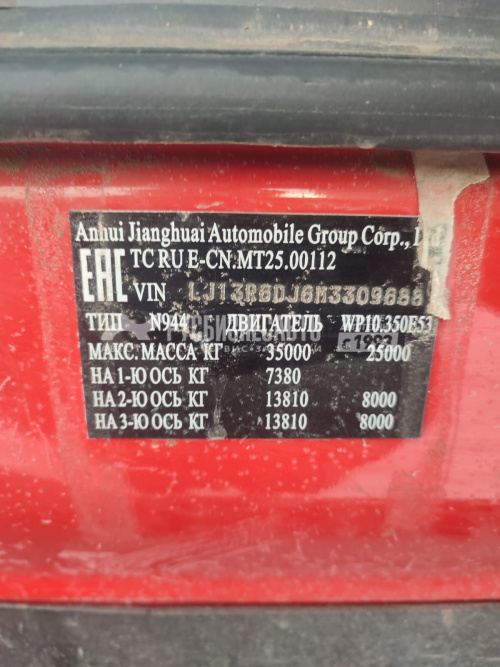 Anhui Jianghuai Automobile Group Corp.,
EAC TC RU E-CN.MT25.00112
VIN LJ13R6DJ6M3309688
ТИП N944 ДВИГАТЕЛЬ WP10.350E53
МАКС. МАССА КГ 35000 25000
НА 1-Ю ОСЬ КГ 7380
НА 2-Ю ОСЬ КГ 13810 8000
НА 3-Ю ОСЬ КГ 13810 8000
РУСБИЗНЕСАВТО
с 1992